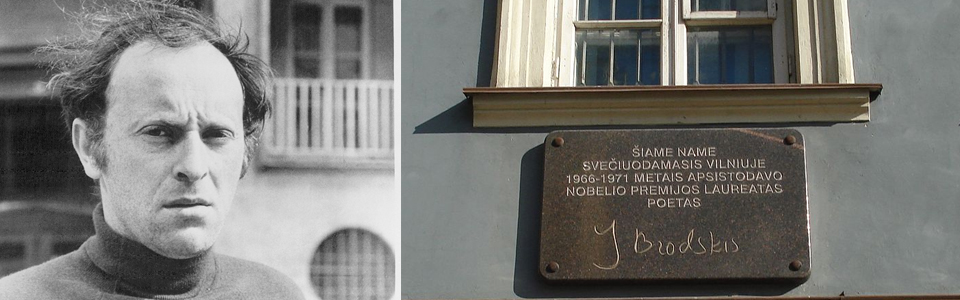 ŠIAME NAME
SVEČIUODAMASIS VILNIUJE
1966-1971 METAIS APSISTODAVO
NOBELIO PREMIJOS LAUREATAS
POETAS
J Brodskis